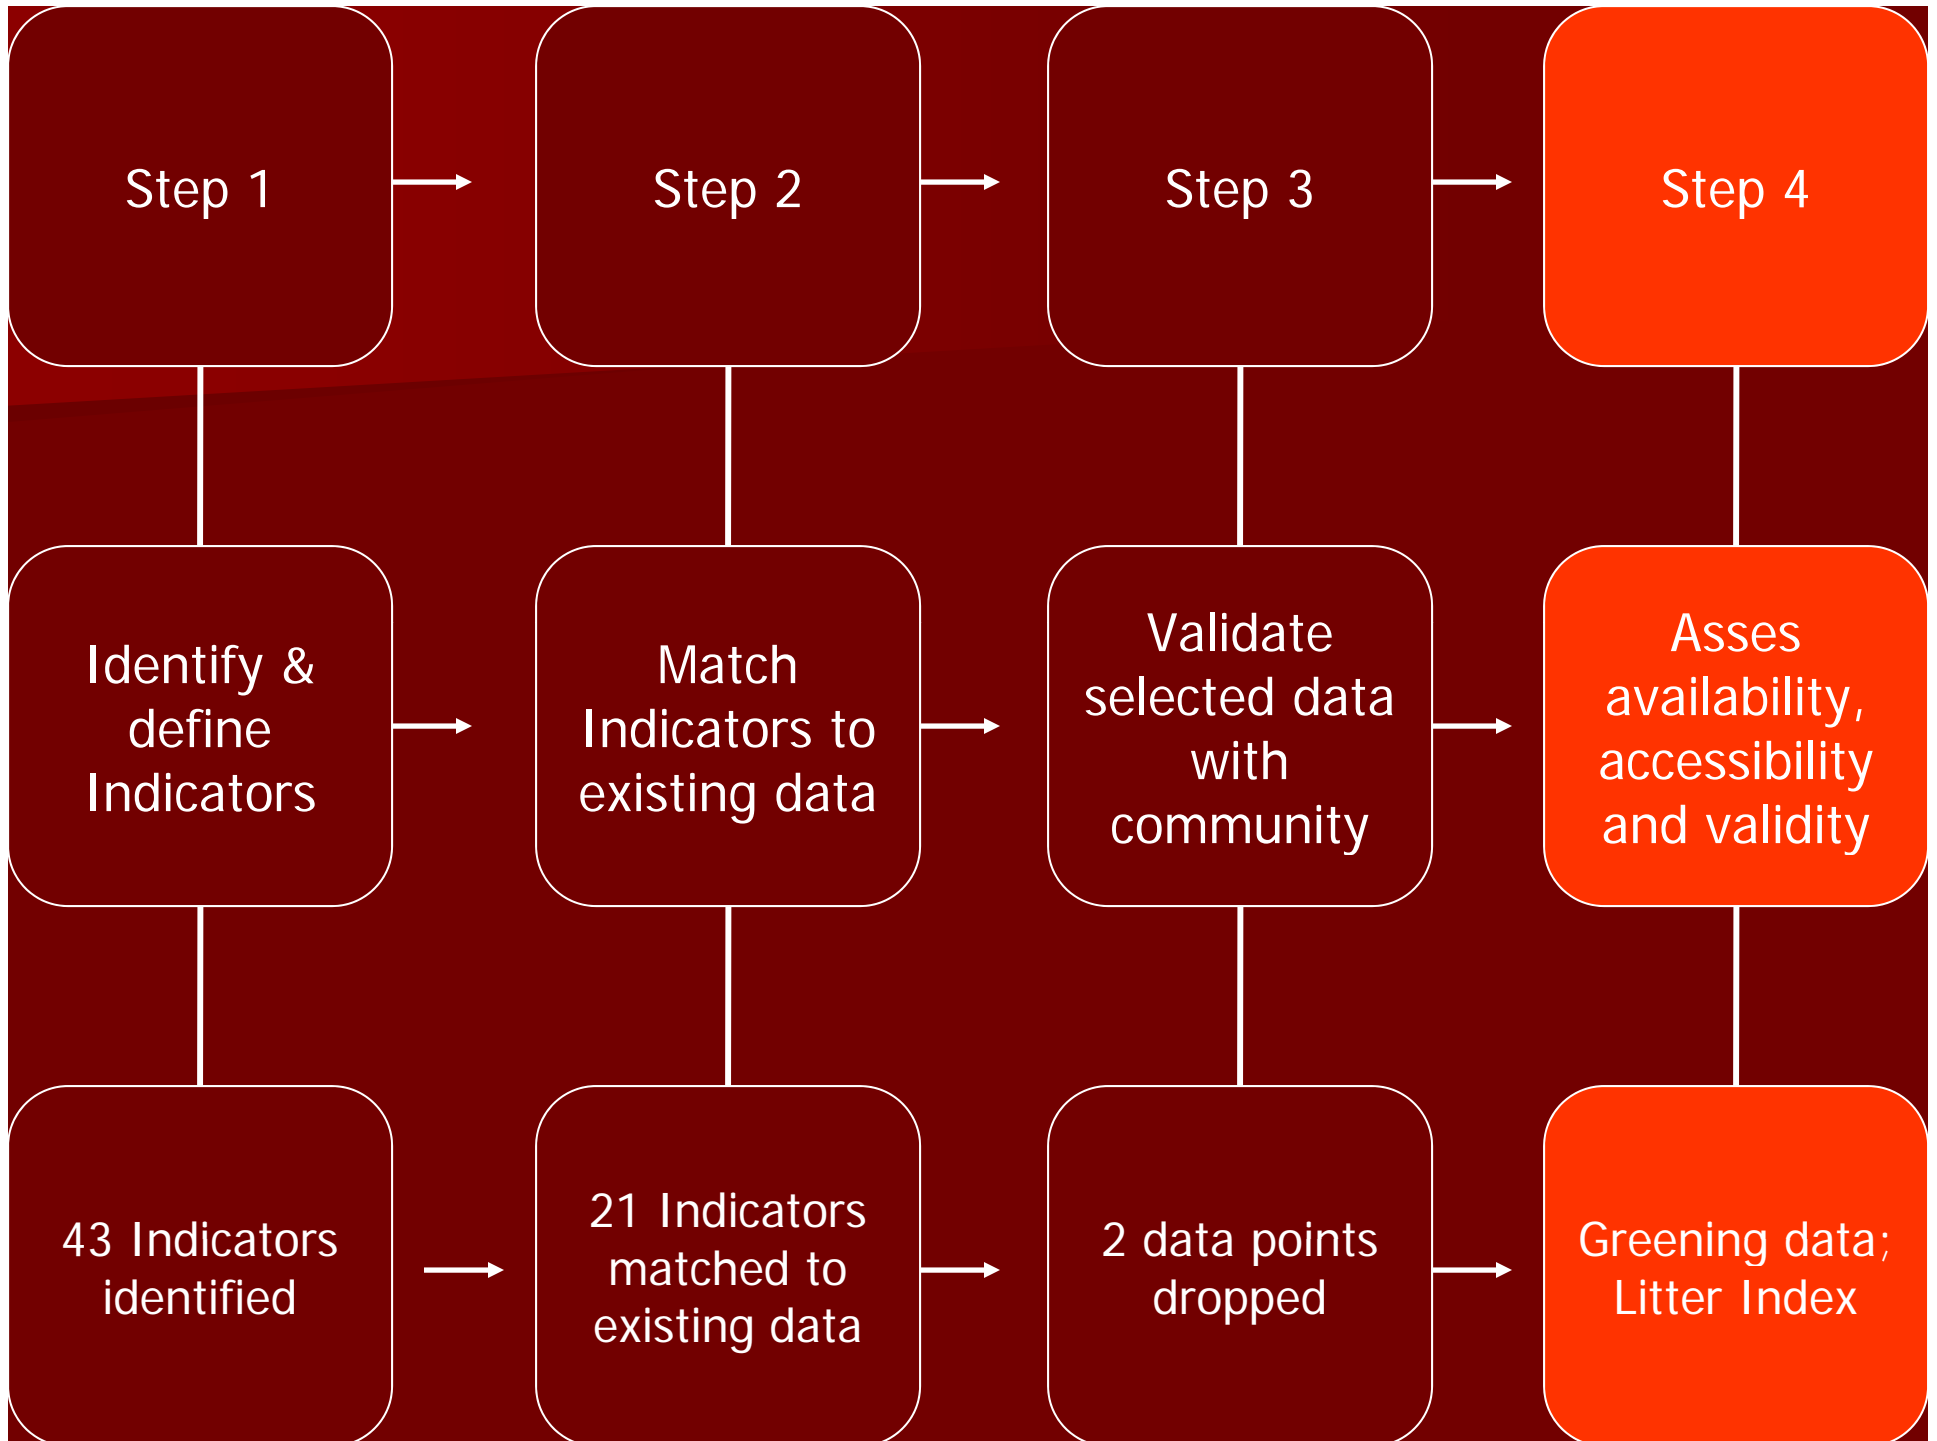 Step 1
Step 2
Step 3
Step 4
Identify &
define
Indicators
Match
Indicators to
existing data
Validate
selected data
with
community
Asses
availability,
accessibility
and validity
43 Indicators
identified
21 Indicators
matched to
existing data
2 data points
dropped
Greening data;
Litter Index